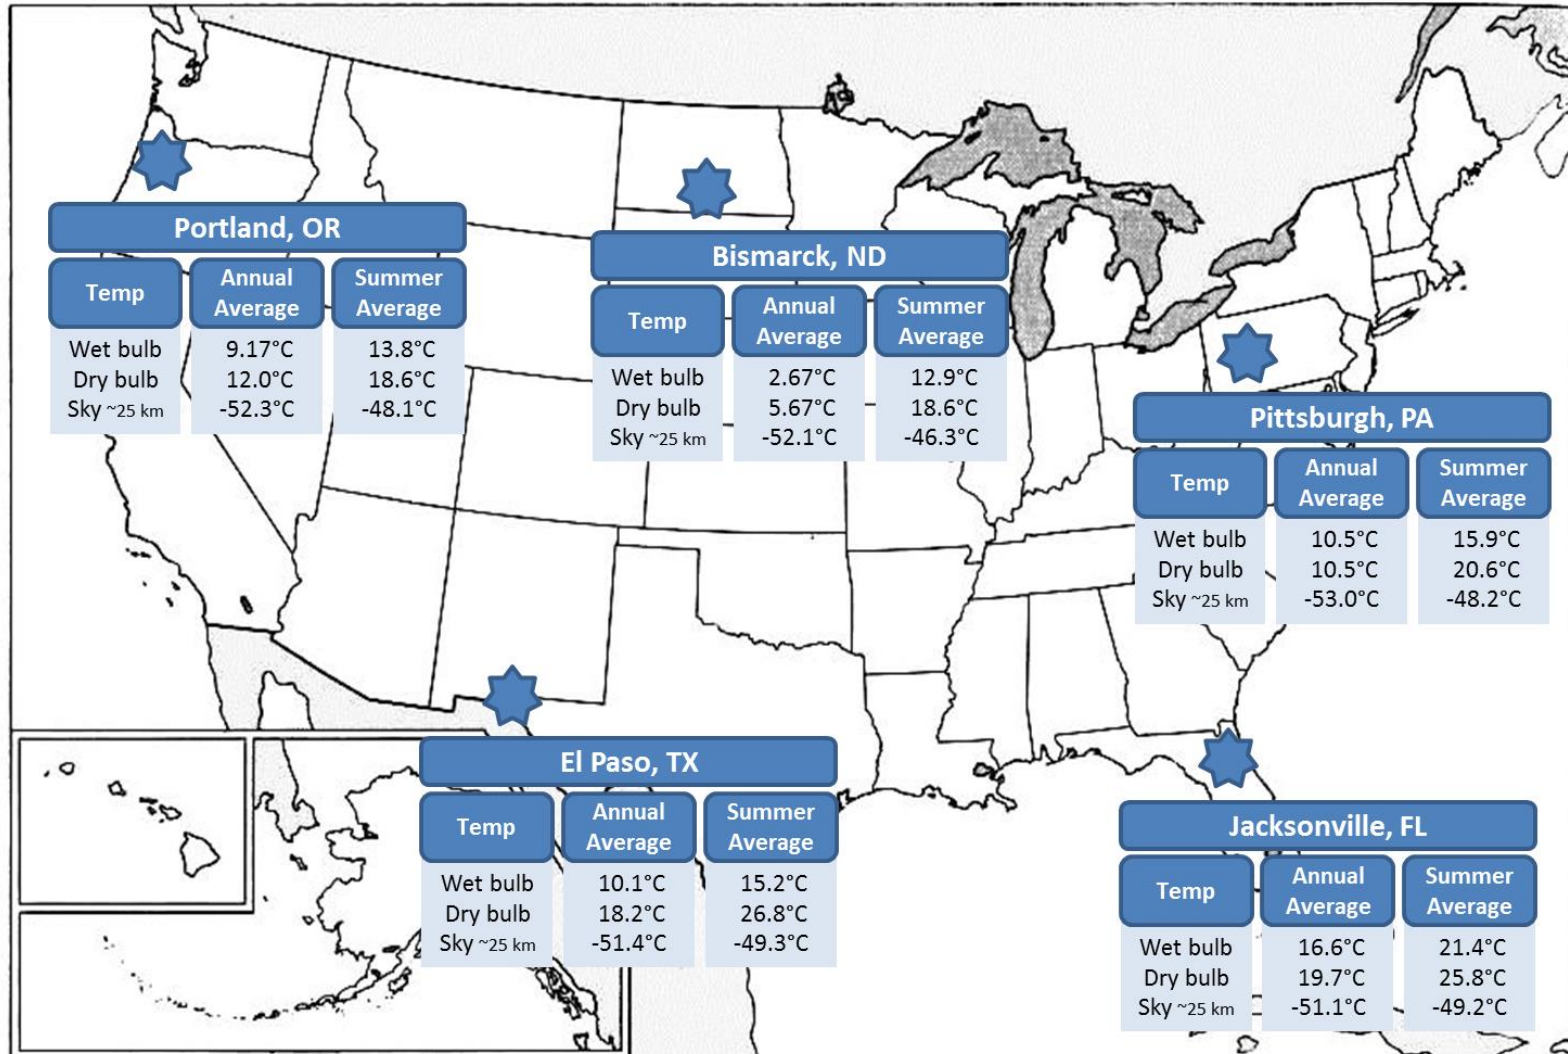 Portland, OR
Temp Annual Average Summer Average
Wet bulb 9.17°C 13.8°C
Dry bulb 12.0°C 18.6°C
Sky ~25 km -52.3°C -48.1°C
Bismarck, ND
Temp Annual Average Summer Average
Wet bulb 2.67°C 12.9°C
Dry bulb 5.67°C 18.6°C
Sky ~25 km -52.1°C -46.3°C
Pittsburgh, PA
Temp Annual Average Summer Average
Wet bulb 10.5°C 15.9°C
Dry bulb 10.5°C 20.6°C
Sky ~25 km -53.0°C -48.2°C
El Paso, TX
Temp Annual Average Summer Average
Wet bulb 10.1°C 15.2°C
Dry bulb 18.2°C 26.8°C
Sky ~25 km -51.4°C -49.3°C
Jacksonville, FL
Temp Annual Average Summer Average
Wet bulb 16.6°C 21.4°C
Dry bulb 19.7°C 25.8°C
Sky ~25 km -51.1°C -49.2°C